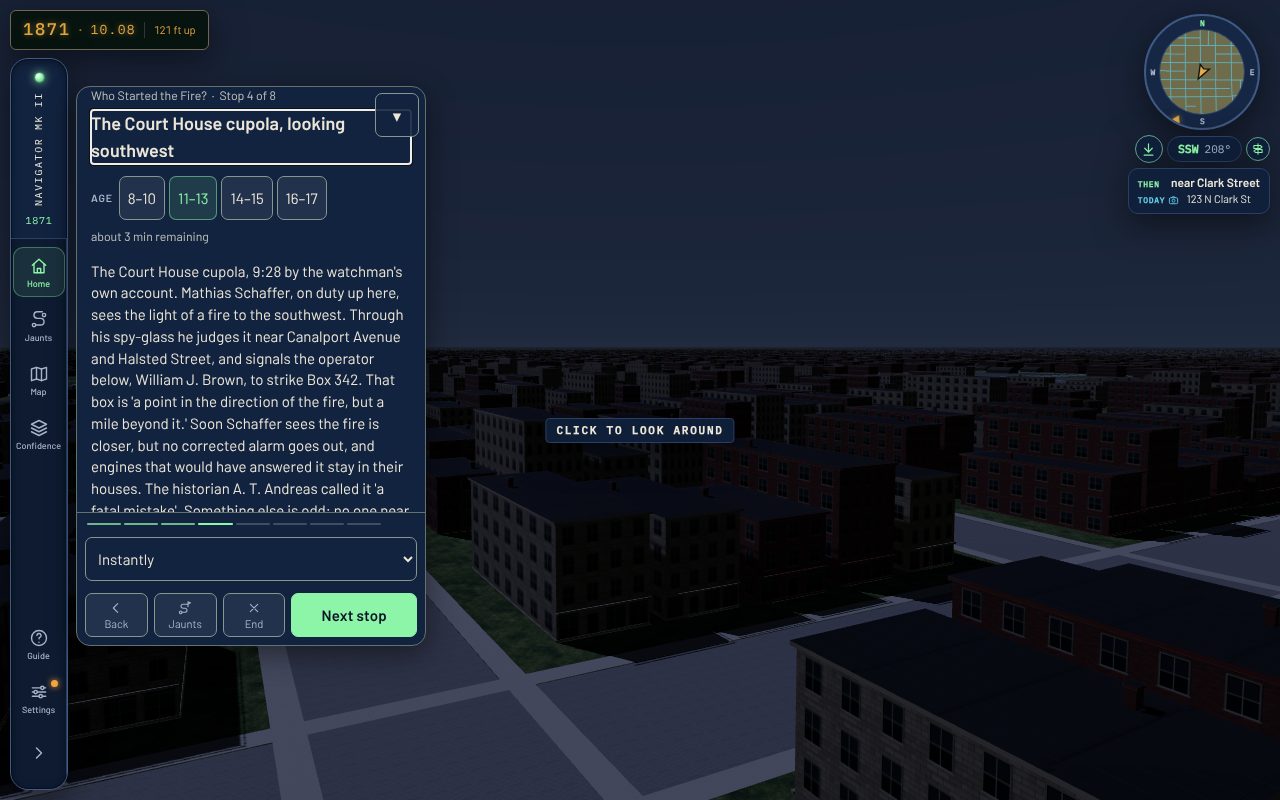 1871 · 10.08 121 ft up
NAVIGATOR MK II
1871
Home
Jaunts
Map
Confidence
Guide
Settings
Who Started the Fire? · Stop 4 of 8
The Court House cupola, looking
southwest
▼
AGE 8–10 11–13 14–15 16–17
about 3 min remaining
The Court House cupola, 9:28 by the watchman's
own account. Mathias Schaffer, on duty up here,
sees the light of a fire to the southwest. Through
his spy-glass he judges it near Canalport Avenue
and Halsted Street, and signals the operator
below, William J. Brown, to strike Box 342. That
box is 'a point in the direction of the fire, but a
mile beyond it.' Soon Schaffer sees the fire is
closer, but no corrected alarm goes out, and
engines that would have answered it stay in their
houses. The historian A. T. Andreas called it 'a
fatal mistake'. Something else is odd: no one near
Instantly
Back
Jaunts
End
Next stop
CLICK TO LOOK AROUND
N
W E
S
SSW 208°
THEN near Clark Street
TODAY 123 N Clark St